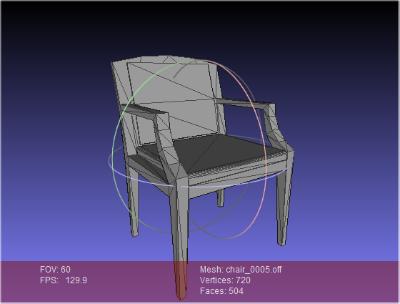 FOV: 60
FPS: 129.9
Mesh: chair_0005.off
Vertices: 720
Faces: 504